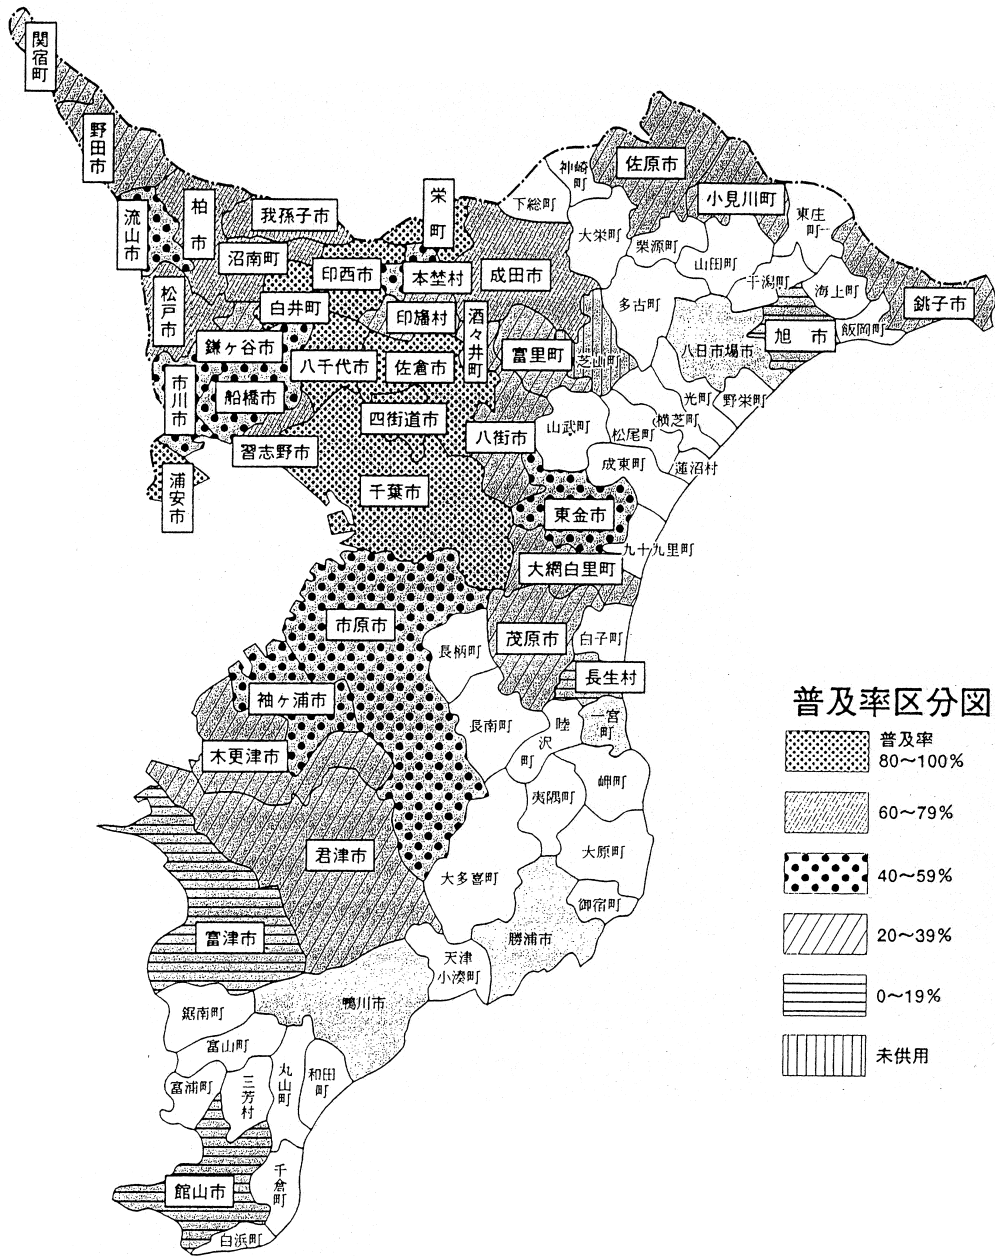 関宿町
野田市
流山市
柏市
我孫子市
栄町
沼南町
印西市
本埜村
成田市
下総町
神崎町
佐原市
小見川町
東庄町
大栄町
栗源町
山田町
干潟町
海上町
銚子市
松戸市
白井町
印旛村
酒々井町
富里町
芝山町
多古町
八日市場市
旭市
飯岡町
鎌ヶ谷市
八千代市
佐倉市
市川市
船橋市
四街道市
八街市
山武町
松尾町
横芝町
光町
野栄町
習志野市
浦安市
千葉市
成東町
蓮沼村
東金市
九十九里町
大網白里町
市原市
長柄町
茂原市
白子町
長生村
袖ヶ浦市
木更津市
長南町
陸沢町
一宮町
夷隅町
岬町
君津市
大多喜町
大原町
御宿町
富津市
勝浦市
天津
小湊町
鴨川市
鋸南町
富山町
富浦町
三芳村
丸山町
和田町
館山市
千倉町
白浜町
普及率区分図
普及率
80～100%
60～79%
40～59%
20～39%
0～19%
未供用